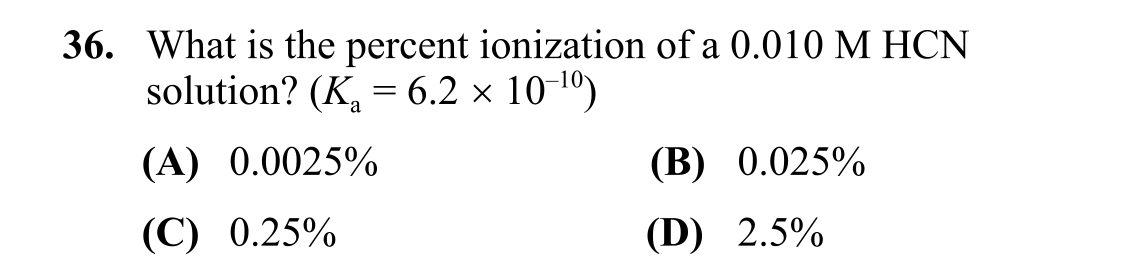 36. What is the percent ionization of a 0.010 M HCN
solution? (Kₐ = 6.2 × 10⁻¹⁰)
(A) 0.0025% (B) 0.025%
(C) 0.25% (D) 2.5%